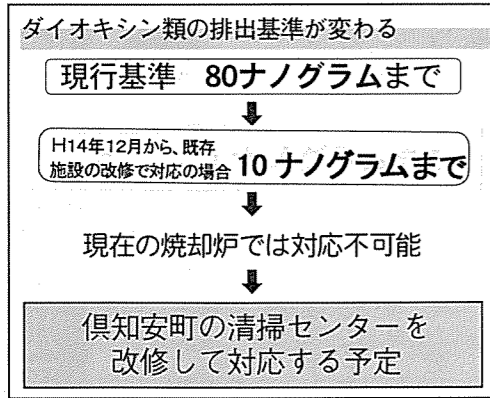 ダイオキシン類の排出基準が変わる
現行基準 80ナノグラムまで
H14年12月から、既存
施設の改修で対応の場合 10ナノグラムまで
現在の焼却炉では対応不可能
倶知安町の清掃センターを
改修して対応する予定